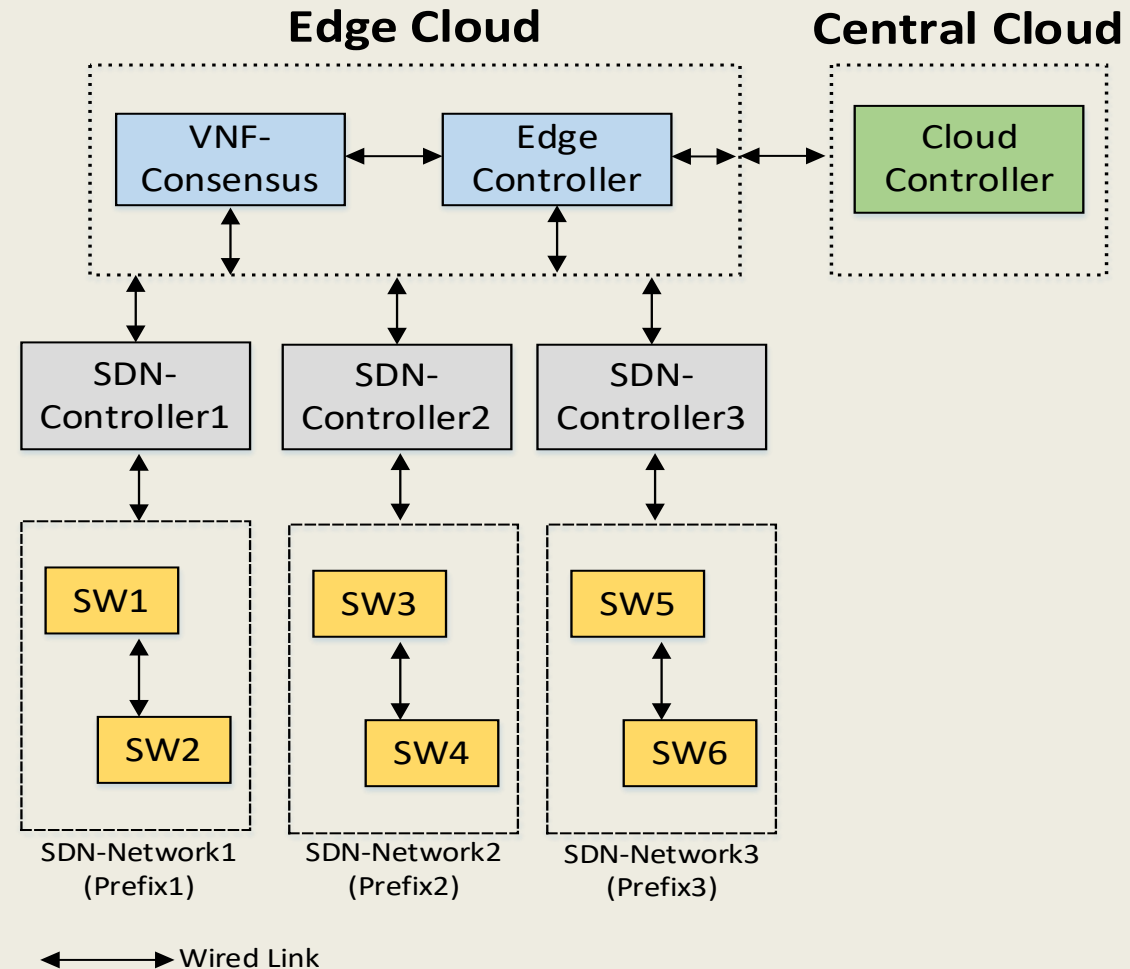 Edge Cloud
Central Cloud
VNF-
Consensus
Edge
Controller
Cloud
Controller
SDN-
Controller1
SDN-
Controller2
SDN-
Controller3
SW1
SW2
SW3
SW4
SW5
SW6
SDN-Network1
(Prefix1)
SDN-Network2
(Prefix2)
SDN-Network3
(Prefix3)
Wired Link